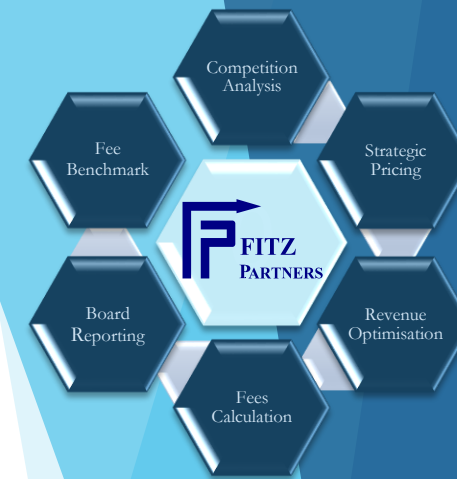 Competition
Analysis
Fee
Benchmark
Strategic
Pricing
FITZ
PARTNERS
Board
Reporting
Revenue
Optimisation
Fees
Calculation